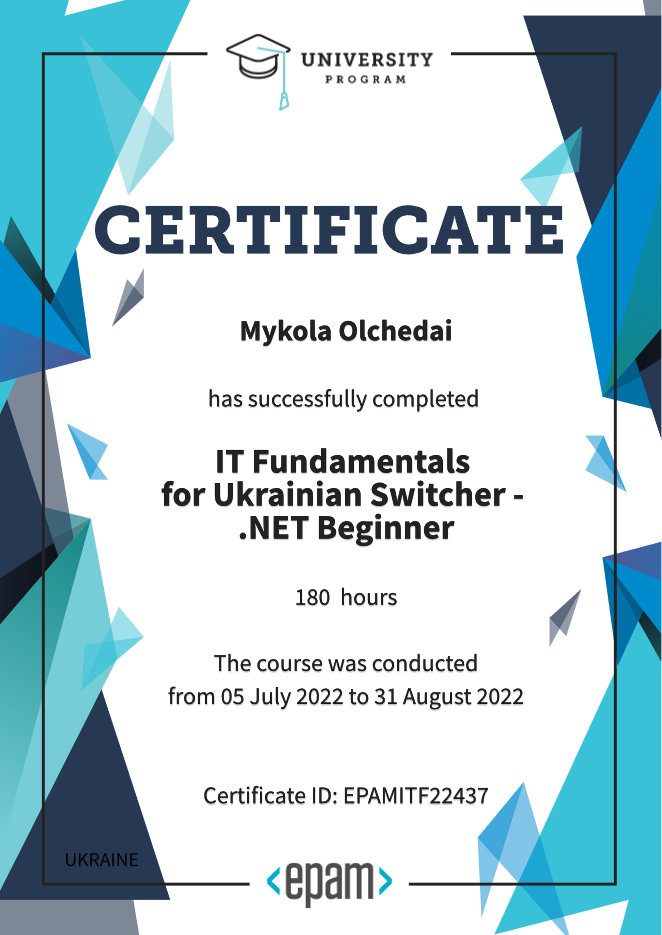 UNIVERSITY
PROGRAM
CERTIFICATE
Mykola Olchedai
has successfully completed
IT Fundamentals
for Ukrainian Switcher -
.NET Beginner
180 hours
The course was conducted
from 05 July 2022 to 31 August 2022
Certificate ID: EPAMITF22437
UKRAINE
<epam>